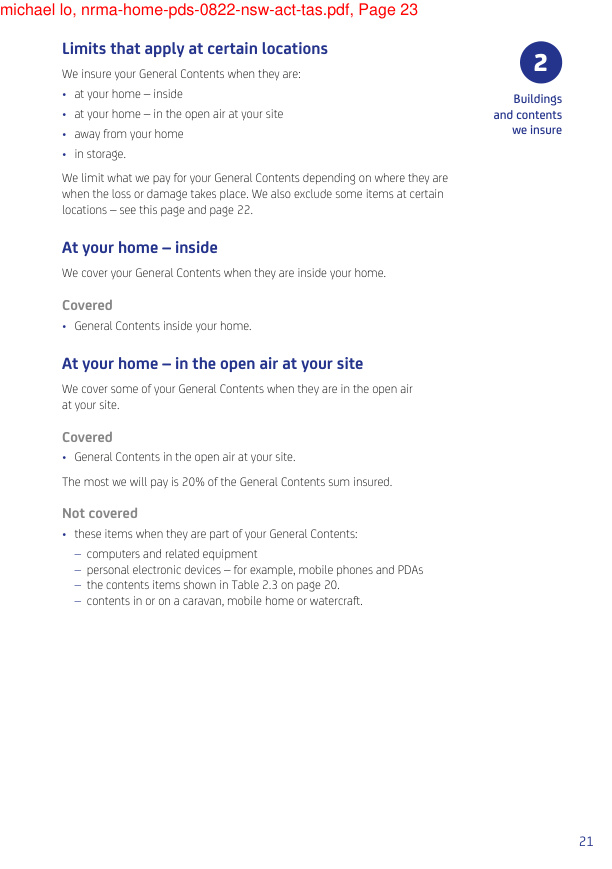 michael lo, nrma-home-pds-0822-nsw-act-tas.pdf, Page 23
Limits that apply at certain locations
We insure your General Contents when they are:
• at your home – inside
• at your home – in the open air at your site
• away from your home
• in storage.
We limit what we pay for your General Contents depending on where they are
when the loss or damage takes place. We also exclude some items at certain
locations – see this page and page 22.
2
Buildings
and contents
we insure
At your home – inside
We cover your General Contents when they are inside your home.
Covered
• General Contents inside your home.
At your home – in the open air at your site
We cover some of your General Contents when they are in the open air
at your site.
Covered
• General Contents in the open air at your site.
The most we will pay is 20% of the General Contents sum insured.
Not covered
• these items when they are part of your General Contents:
– computers and related equipment
– personal electronic devices – for example, mobile phones and PDAs
– the contents items shown in Table 2.3 on page 20.
– contents in or on a caravan, mobile home or watercraft.
21